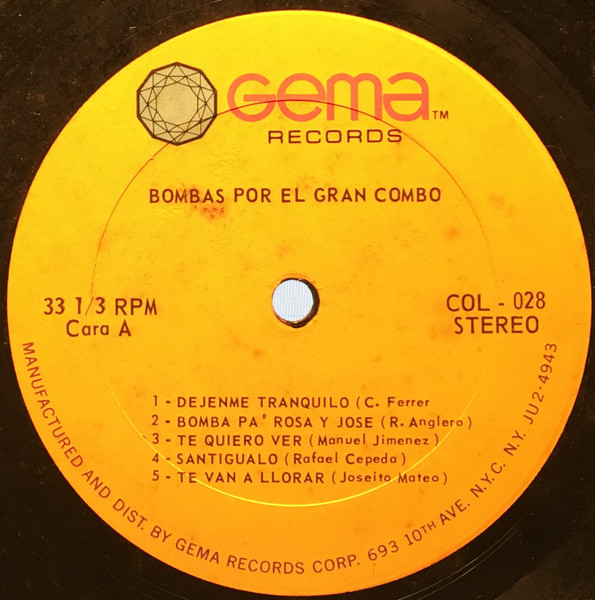 Gema TM
RECORDS
BOMBAS POR EL GRAN COMBO
33 1/3 RPM
Cara A
COL - 028
STEREO
1 - DEJENME TRANQUILO (C. Ferrer
2 - BOMBA PA' ROSA Y JOSE (R. Anglero)
3 - TE QUIERO VER (Manuel Jimenez)
4 - SANTIGUALO (Rafael Cepeda)
5 - TE VAN A LLORAR (Joseito Mateo)
MANUFACTURED AND DIST. BY GEMA RECORDS CORP. 693 10TH AVE. N.Y.C. N.Y. JU2-4943